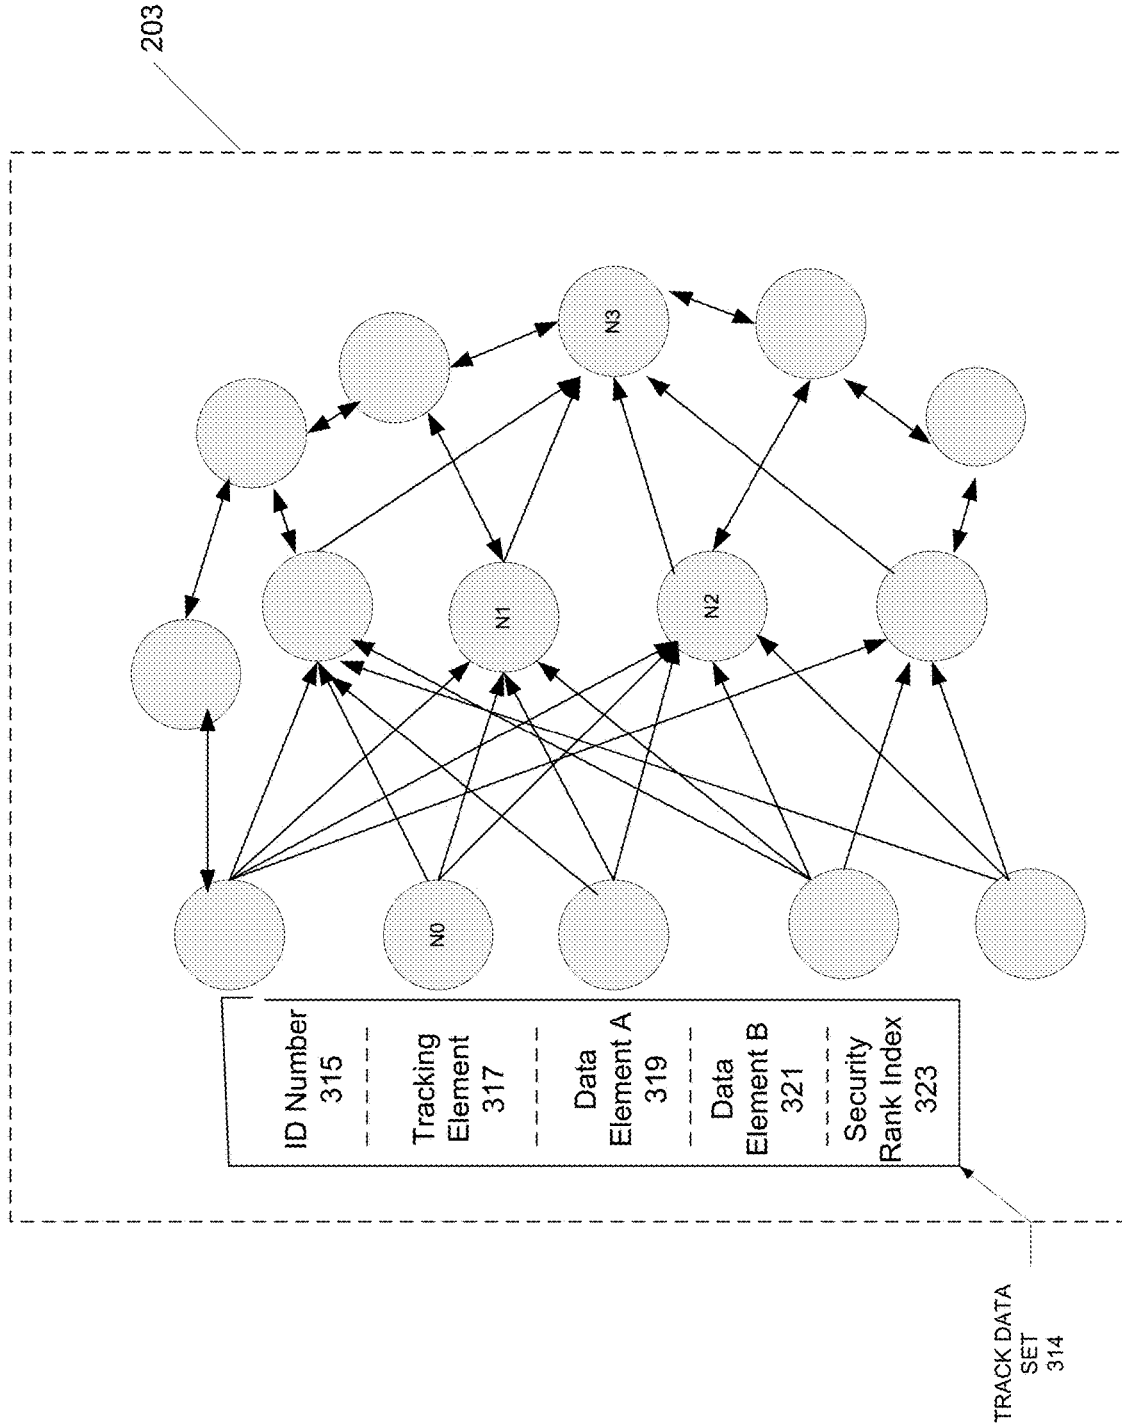 203
N3
N1
N2
N0
ID Number
315
Tracking
Element
317
Data
Element A
319
Data
Element B
321
Security
Rank Index
323
TRACK DATA
SET
314